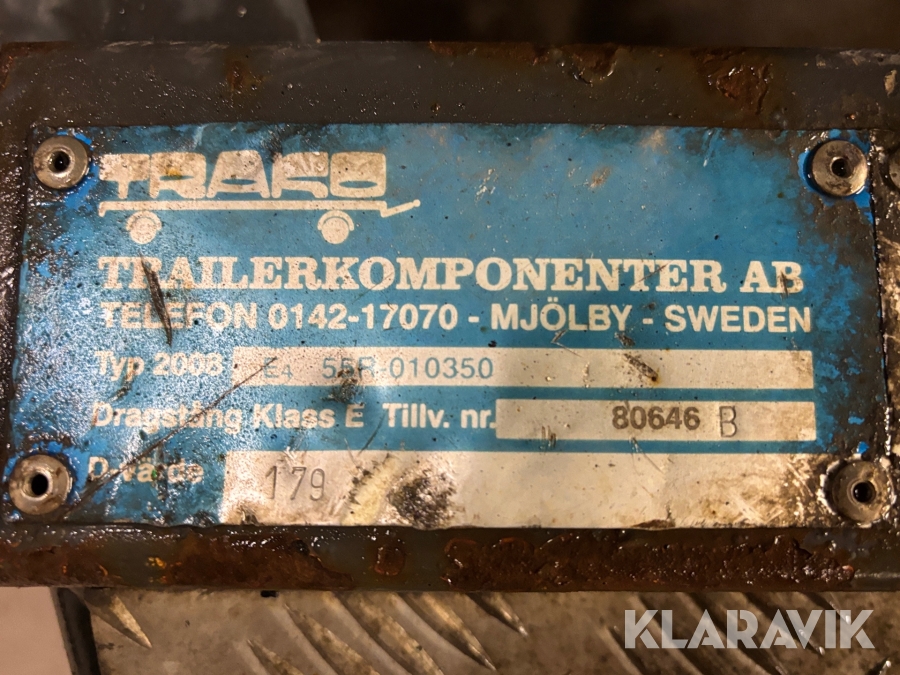 TRAKO
TRAILERKOMPONENTER AB
TELEFON 0142-17070 - MJÖLBY - SWEDEN
Typ 2008 E4 55R-010350
Dragstång Klass E Tillv. nr. 80646 B
D-värde 179
KLARAVIK